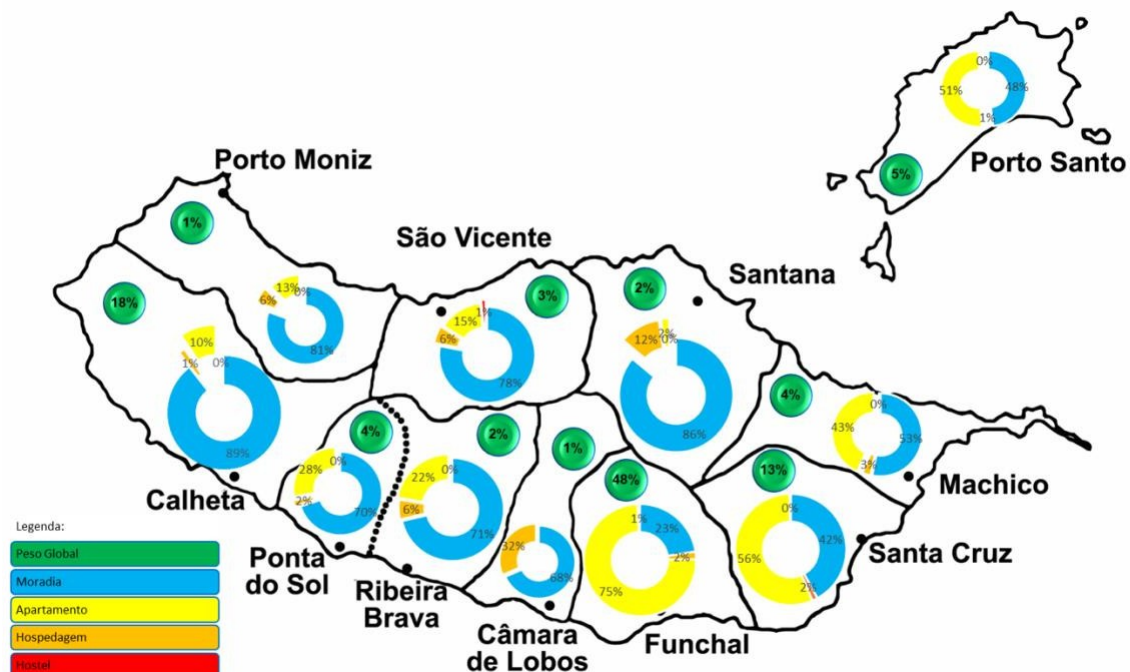 0%
51%
48%
1%
Porto Santo
5%
Porto Moniz
1%
13%
0%
6%
81%
São Vicente
3%
1%
15%
6%
78%
Santana
2%
2%
12%
0%
86%
18%
10%
1%
0%
89%
Calheta
4%
0%
28%
2%
70%
Ponta
do Sol
2%
0%
22%
6%
71%
Ribeira
Brava
1%
32%
68%
Câmara
de Lobos
48%
1%
23%
2%
75%
Funchal
4%
0%
43%
53%
3%
Machico
13%
0%
42%
56%
2%
Santa Cruz
Legenda:
Peso Global
Moradia
Apartamento
Hospedagem
Hostel